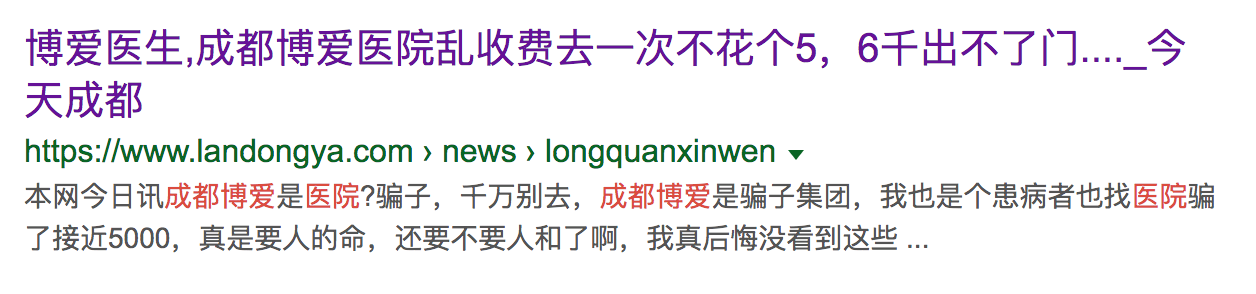 博爱医生,成都博爱医院乱收费去一次不花个5，6千出不了门...._今
天成都
https://www.landongya.com › news › longquanxinwen
本网今日讯成都博爱是医院?骗子，千万别去，成都博爱是骗子集团，我也是个患病者也找医院骗
了接近5000，真是要人的命，还要不要人和了啊，我真后悔没看到这些 ...